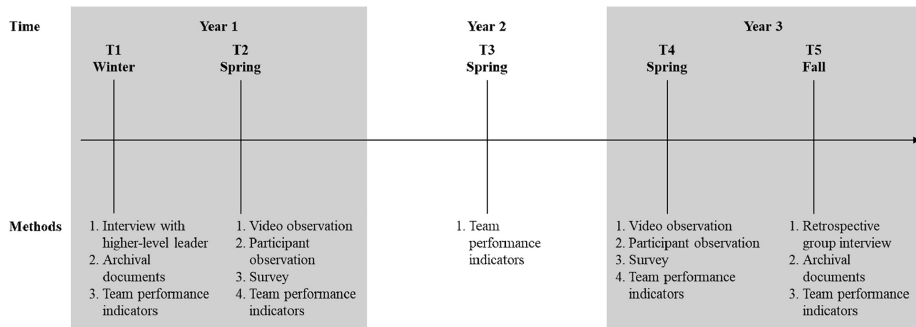 Time
Year 1
Year 2
Year 3
T1
Winter
T2
Spring
T3
Spring
T4
Spring
T5
Fall
Methods
1. Interview with
higher-level leader
2. Archival
documents
3. Team performance
indicators
1. Video observation
2. Participant
observation
3. Survey
4. Team performance
indicators
1. Team
performance
indicators
1. Video observation
2. Participant observation
3. Survey
4. Team performance
indicators
1. Retrospective
group interview
2. Archival
documents
3. Team performance
indicators